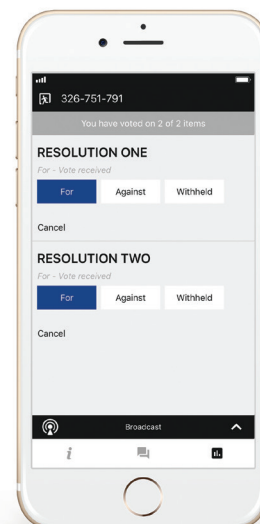 326-751-791
You have voted on 2 of 2 items
RESOLUTION ONE
For - Vote received
For Against Withheld
Cancel
RESOLUTION TWO
For - Vote received
For Against Withheld
Cancel
Broadcast
i